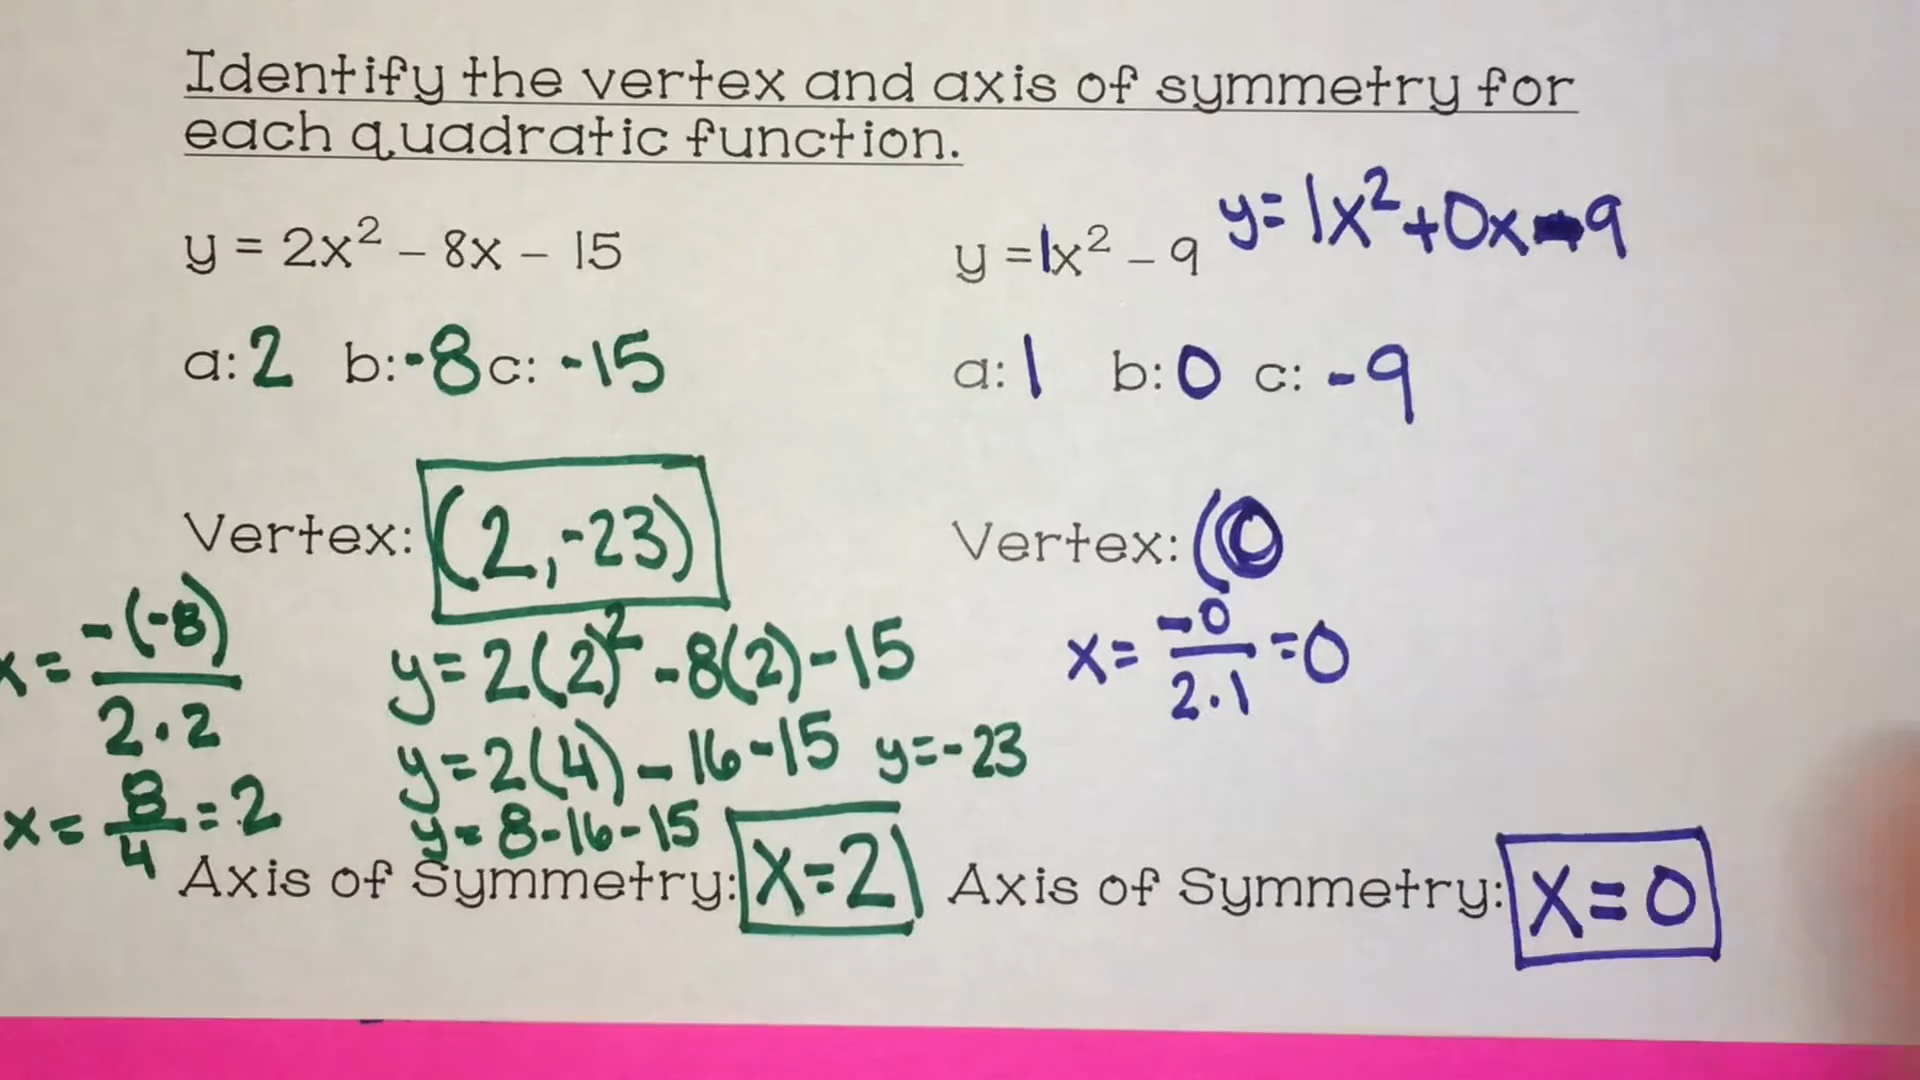 Identify the vertex and axis of symmetry for
each quadratic function.
y = 2x² – 8x – 15
a: 2 b: -8 c: -15
Vertex: (2, -23)
x = -(-8) / 2·2
x = 8/4 = 2
y = 2(2)² - 8(2) - 15
y = 2(4) - 16 - 15 y = -23
y = 8 - 16 - 15
Axis of Symmetry: x = 2
y = 1x² – 9 y = 1x² + 0x - 9
a: 1 b: 0 c: -9
Vertex: (0
x = -0 / 2·1 = 0
Axis of Symmetry: x = 0